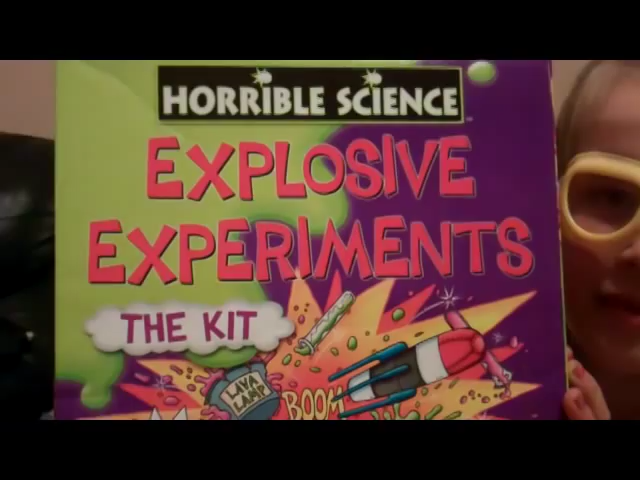 HORRIBLE SCIENCE
EXPLOSIVE
EXPERIMENTS
THE KIT
LAVA
LAMP
BOOM